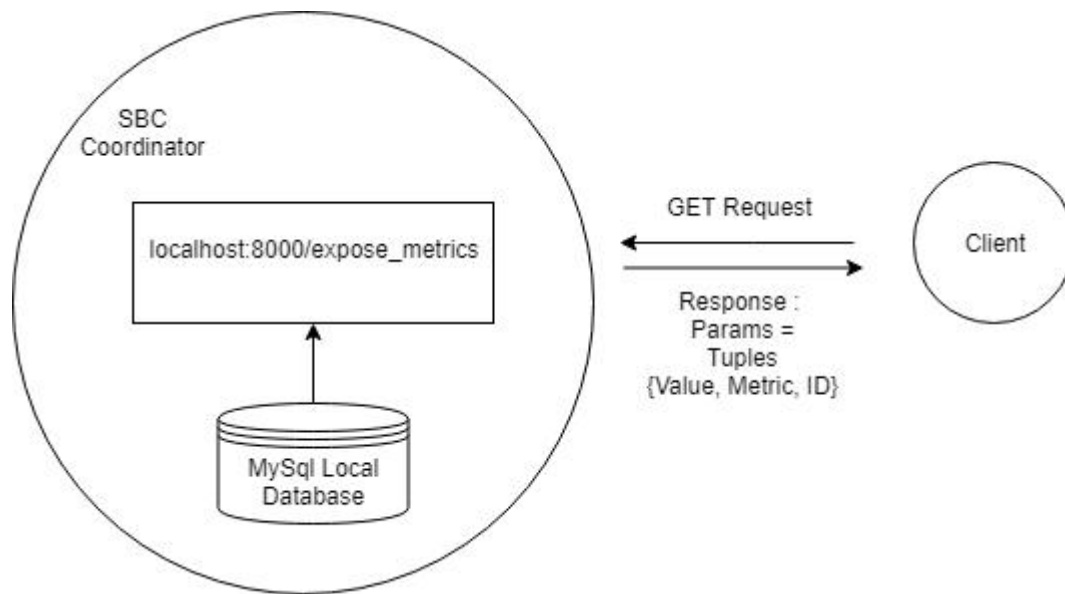 SBC
Coordinator
localhost:8000/expose_metrics
MySql Local
Database
GET Request
Response :
Params =
Tuples
{Value, Metric, ID}
Client